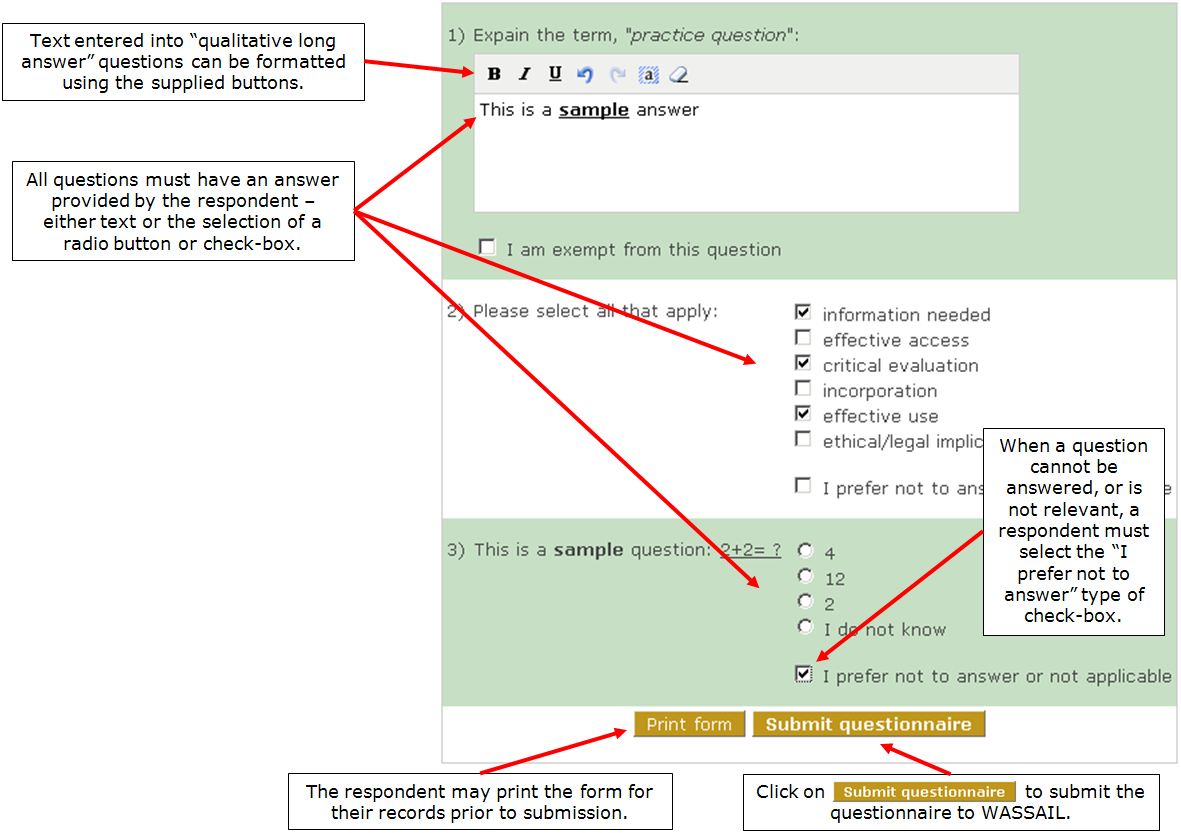 Text entered into “qualitative long
answer” questions can be formatted
using the supplied buttons.
All questions must have an answer
provided by the respondent –
either text or the selection of a
radio button or check-box.
1) Expain the term, "practice question":
B I U a
This is a sample answer
I am exempt from this question
2) Please select all that apply:
information needed
effective access
critical evaluation
incorporation
effective use
ethical/legal implic
I prefer not to ans
When a question
cannot be
answered, or is
not relevant, a
respondent must
select the “I
prefer not to
answer” type of
check-box.
3) This is a sample question: 2+2= ?
4
12
2
I do not know
I prefer not to answer or not applicable
Print form Submit questionnaire
The respondent may print the form for
their records prior to submission.
Click on Submit questionnaire to submit the
questionnaire to WASSAIL.